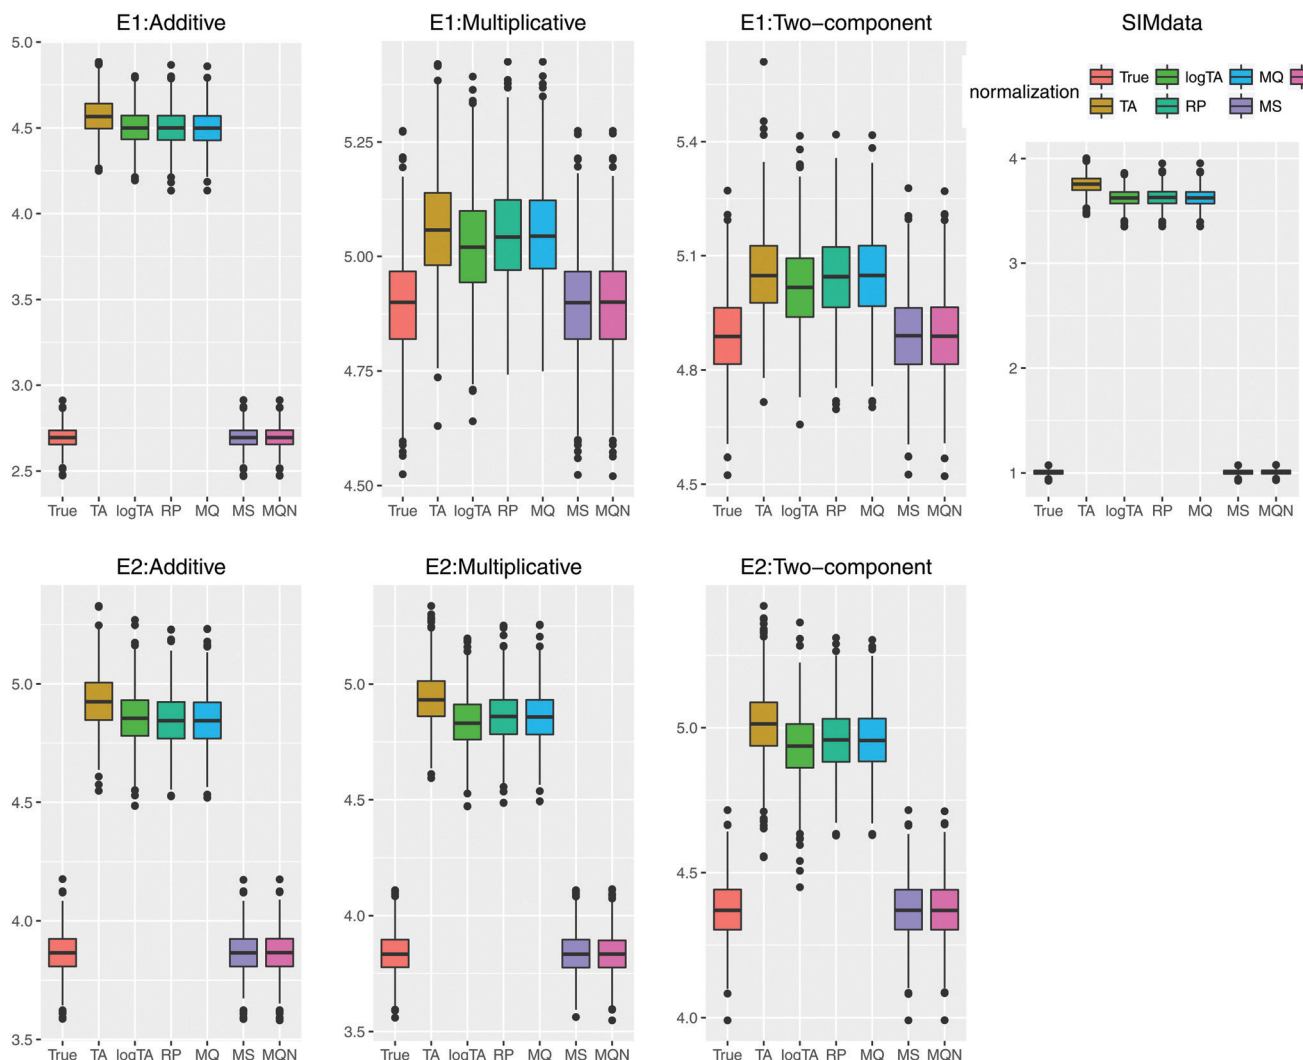 E1:Additive
5.0
4.5
4.0
3.5
3.0
2.5
True TA logTA RP MQ MS MQN
E1:Multiplicative
5.25
5.00
4.75
4.50
True TA logTA RP MQ MS MQN
E1:Two-component
5.4
5.1
4.8
4.5
True TA logTA RP MQ MS MQN
SIMdata
normalization
True logTA MQ
TA RP MS
4
3
2
1
True TA logTA RP MQ MS MQN
E2:Additive
5.0
4.5
4.0
3.5
True TA logTA RP MQ MS MQN
E2:Multiplicative
5.0
4.5
4.0
3.5
True TA logTA RP MQ MS MQN
E2:Two-component
5.0
4.5
4.0
True TA logTA RP MQ MS MQN